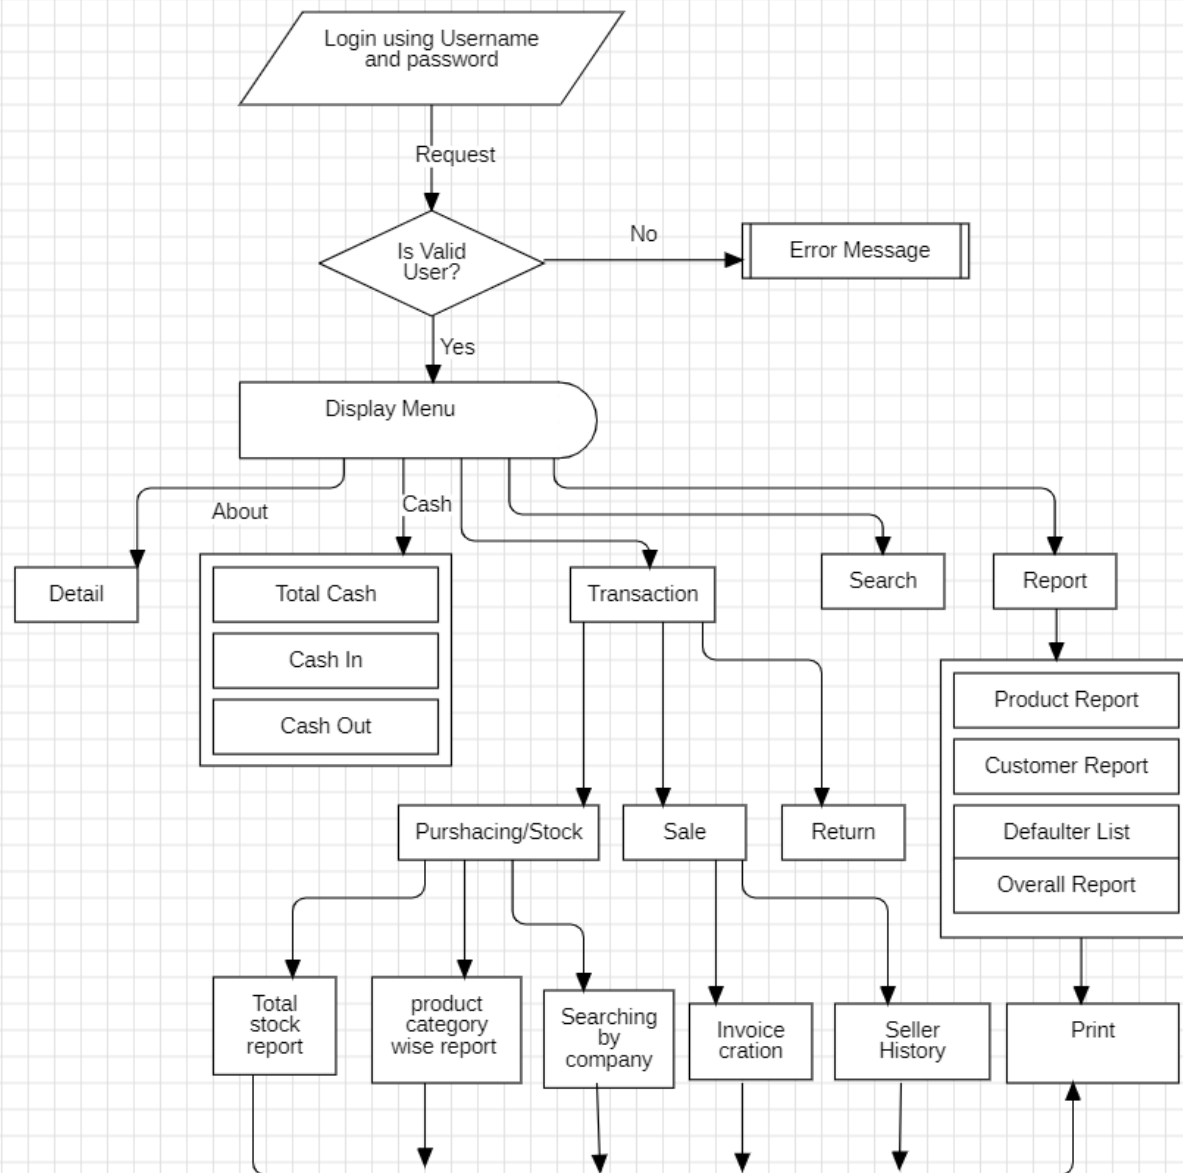 Login using Username
and password
Request
Is Valid
User?
No
Error Message
Yes
Display Menu
About
Cash
Detail
Total Cash
Cash In
Cash Out
Transaction
Search
Report
Product Report
Customer Report
Defaulter List
Overall Report
Purshacing/Stock
Sale
Return
Total
stock
report
product
category
wise report
Searching
by
company
Invoice
cration
Seller
History
Print